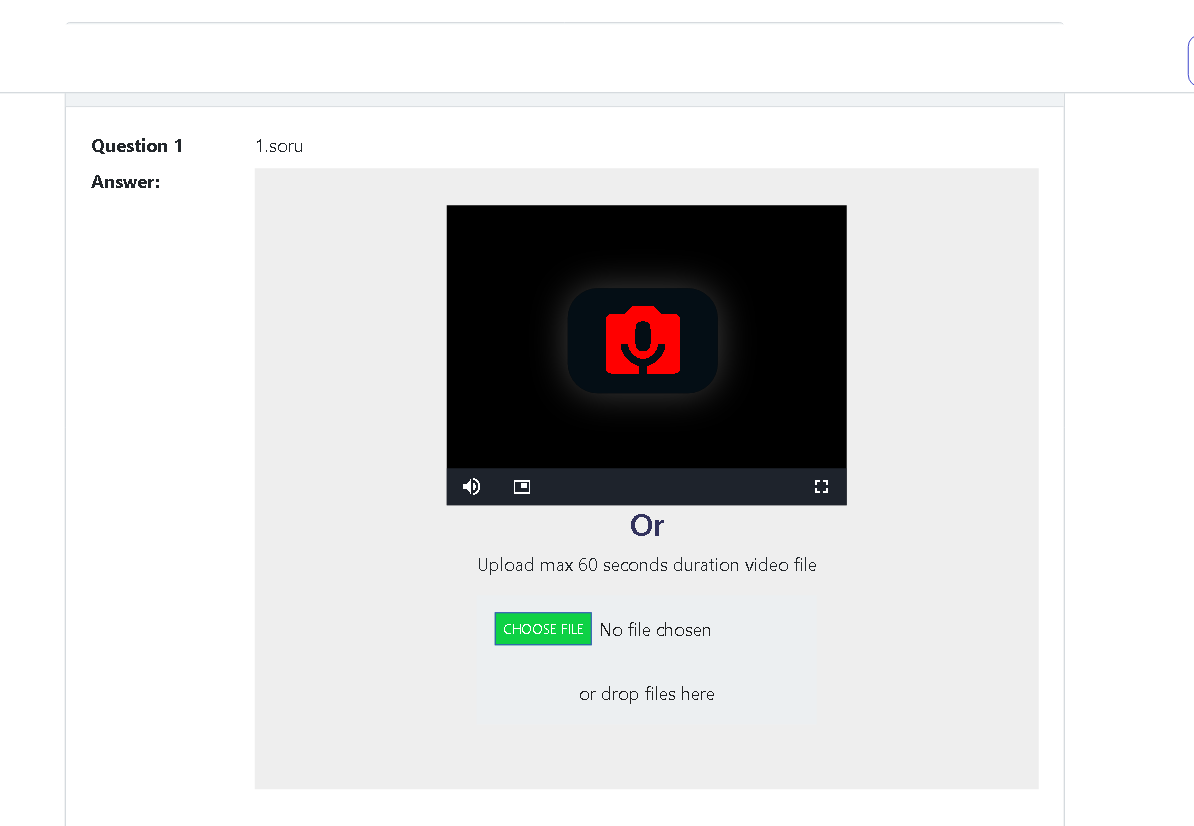 Question 1
1.soru
Answer:
Or
Upload max 60 seconds duration video file
CHOOSE FILE No file chosen
or drop files here